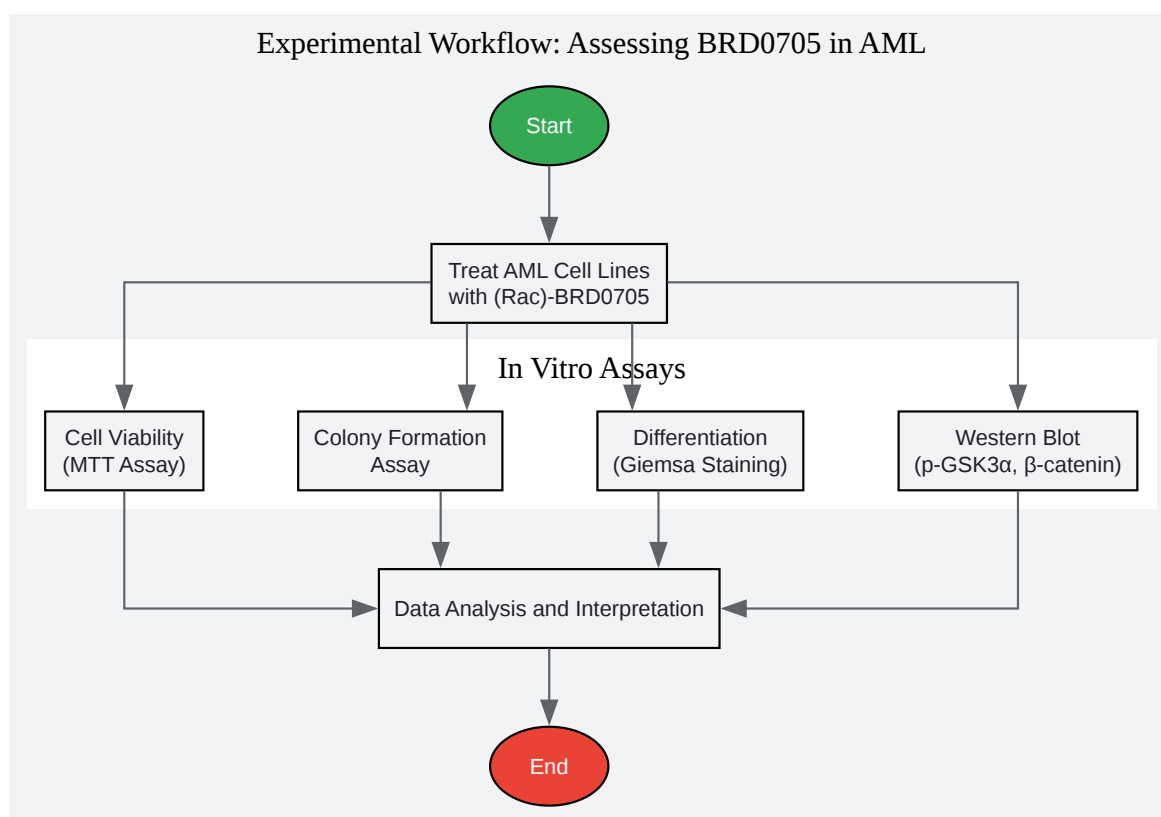 Experimental Workflow: Assessing BRD0705 in AML
Start
Treat AML Cell Lines
with (Rac)-BRD0705
In Vitro Assays
Cell Viability
(MTT Assay)
Colony Formation
Assay
Differentiation
(Giemsa Staining)
Western Blot
(p-GSK3α, β-catenin)
Data Analysis and Interpretation
End